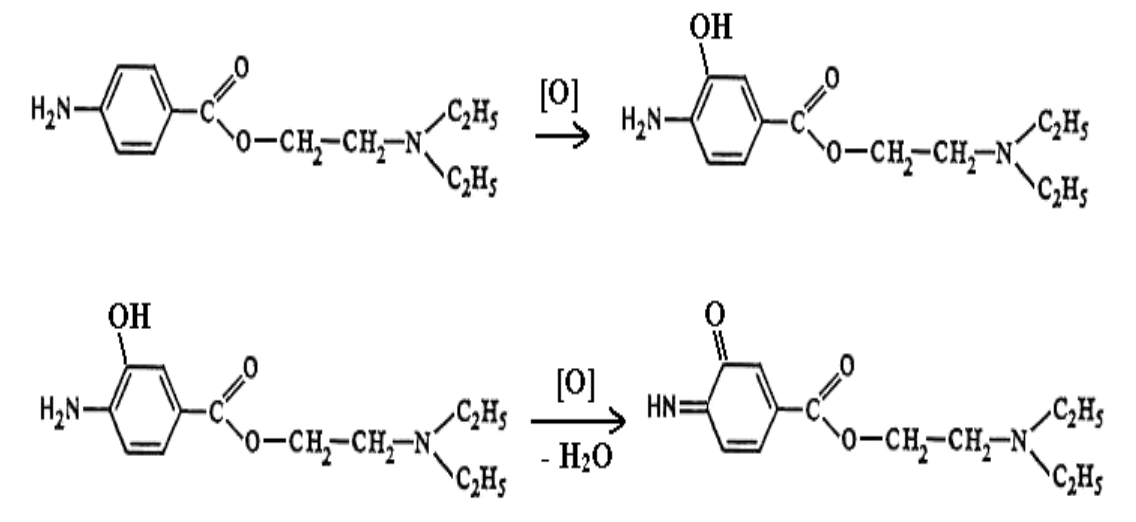 OH
O
O
H₂N
C
C₂H₅
[O]
H₂N
C
C₂H₅
O
CH₂
CH₂
N
C₂H₅
O
CH₂
CH₂
N
C₂H₅
OH
O
O
O
H₂N
C
C₂H₅
[O]
HN
C
C₂H₅
O
CH₂
CH₂
N
C₂H₅
- H₂O
O
CH₂
CH₂
N
C₂H₅